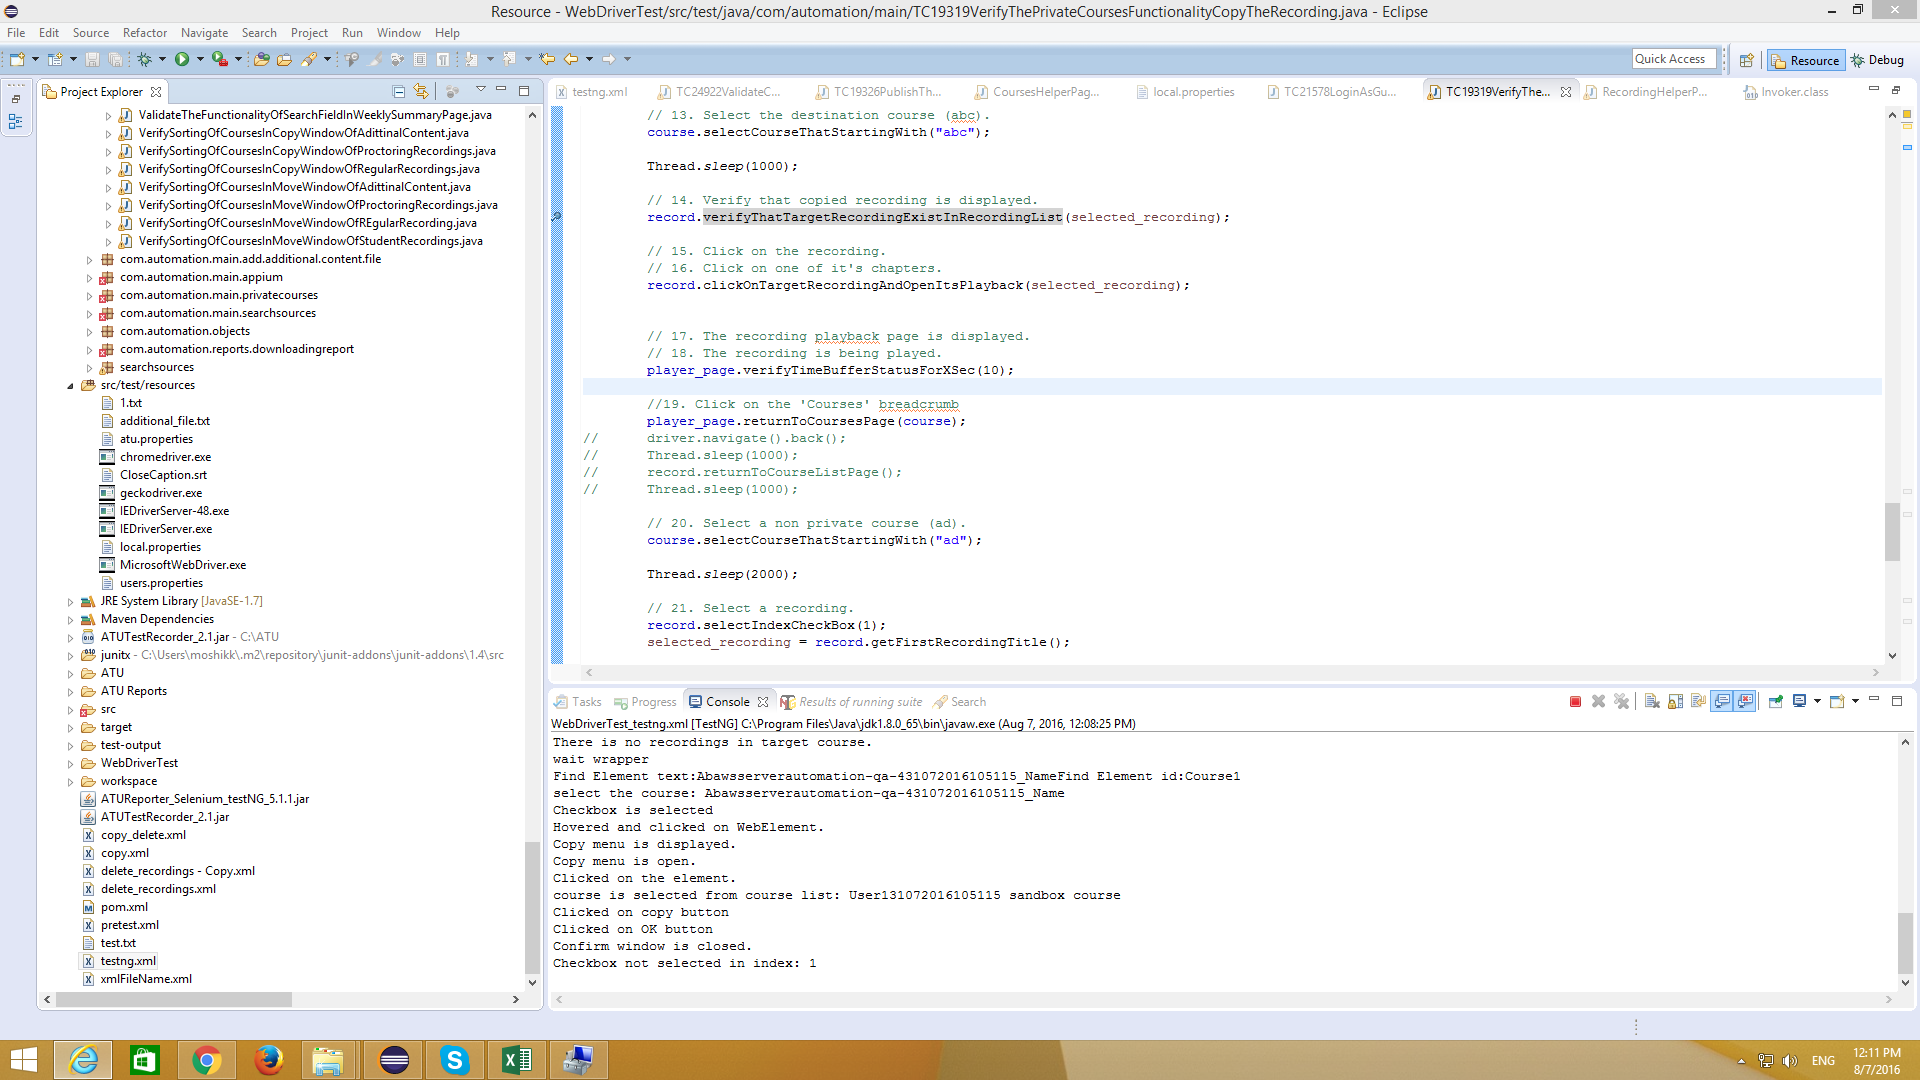 Resource - WebDriverTest/src/test/java/com/automation/main/TC19319VerifyThePrivateCoursesFunctionalityCopyTheRecording.java - Eclipse
File Edit Source Refactor Navigate Search Project Run Window Help
Quick Access Resource Debug
Project Explorer
ValidateTheFunctionalityOfSearchFieldInWeeklySummaryPage.java
VerifySortingOfCoursesInCopyWindowOfAdittinalContent.java
VerifySortingOfCoursesInCopyWindowOfProctoringRecordings.java
VerifySortingOfCoursesInCopyWindowOfRegularRecordings.java
VerifySortingOfCoursesInMoveWindowOfAdittinalContent.java
VerifySortingOfCoursesInMoveWindowOfProctoringRecordings.java
VerifySortingOfCoursesInMoveWindowOfREgularRecording.java
VerifySortingOfCoursesInMoveWindowOfStudentRecordings.java
com.automation.main.add.additional.content.file
com.automation.main.appium
com.automation.main.privatecourses
com.automation.main.searchsources
com.automation.objects
com.automation.reports.downloadingreport
searchsources
src/test/resources
1.txt
additional_file.txt
atu.properties
chromedriver.exe
CloseCaption.srt
geckodriver.exe
IEDriverServer-48.exe
IEDriverServer.exe
local.properties
MicrosoftWebDriver.exe
users.properties
JRE System Library [JavaSE-1.7]
Maven Dependencies
ATUTestRecorder_2.1.jar - C:\ATU
junitx - C:\Users\moshikk\.m2\repository\junit-addons\junit-addons\1.4\src
ATU
ATU Reports
src
target
test-output
WebDriverTest
workspace
ATUReporter_Selenium_testNG_5.1.1.jar
ATUTestRecorder_2.1.jar
copy_delete.xml
copy.xml
delete_recordings - Copy.xml
delete_recordings.xml
pom.xml
pretest.xml
test.txt
testng.xml
xmlFileName.xml
testng.xml TC24922ValidateC... TC19326PublishTh... CoursesHelperPag... local.properties TC21578LoginAsGu... TC19319VerifyThe... RecordingHelperP... Invoker.class
// 13. Select the destination course (abc).
course.selectCourseThatStartingWith("abc");
Thread.sleep(1000);
// 14. Verify that copied recording is displayed.
record.verifyThatTargetRecordingExistInRecordingList(selected_recording);
// 15. Click on the recording.
// 16. Click on one of it's chapters.
record.clickOnTargetRecordingAndOpenItsPlayback(selected_recording);
// 17. The recording playback page is displayed.
// 18. The recording is being played.
player_page.verifyTimeBufferStatusForXSec(10);
//19. Click on the 'Courses' breadcrumb
player_page.returnToCoursesPage(course);
// driver.navigate().back();
// Thread.sleep(1000);
// record.returnToCourseListPage();
// Thread.sleep(1000);
// 20. Select a non private course (ad).
course.selectCourseThatStartingWith("ad");
Thread.sleep(2000);
// 21. Select a recording.
record.selectIndexCheckBox(1);
selected_recording = record.getFirstRecordingTitle();
Tasks Progress Console Results of running suite Search
WebDriverTest_testng.xml [TestNG] C:\Program Files\Java\jdk1.8.0_65\bin\javaw.exe (Aug 7, 2016, 12:08:25 PM)
There is no recordings in target course.
wait wrapper
Find Element text:Abawsserverautomation-qa-431072016105115_NameFind Element id:Course1
select the course: Abawsserverautomation-qa-431072016105115_Name
Checkbox is selected
Hovered and clicked on WebElement.
Copy menu is displayed.
Copy menu is open.
Clicked on the element.
course is selected from course list: User131072016105115 sandbox course
Clicked on copy button
Clicked on OK button
Confirm window is closed.
Checkbox not selected in index: 1
ENG 12:11 PM
8/7/2016